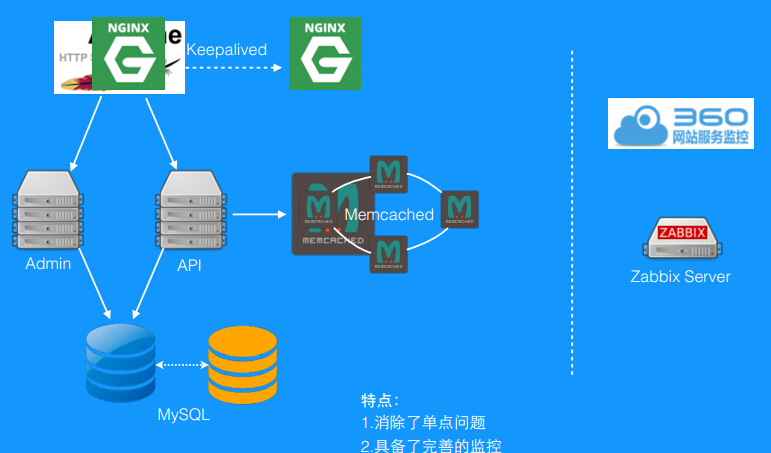 NGINX
NGINX
HTTP S
Keepalived
360
网站服务监控
MEMCACHED
MEMCACHED
MEMCACHED
Memcached
MEMCACHED
MEMCACHED
ZABBIX
Admin
API
Zabbix Server
MySQL
特点：
1.消除了单点问题
2.具备了完善的监控